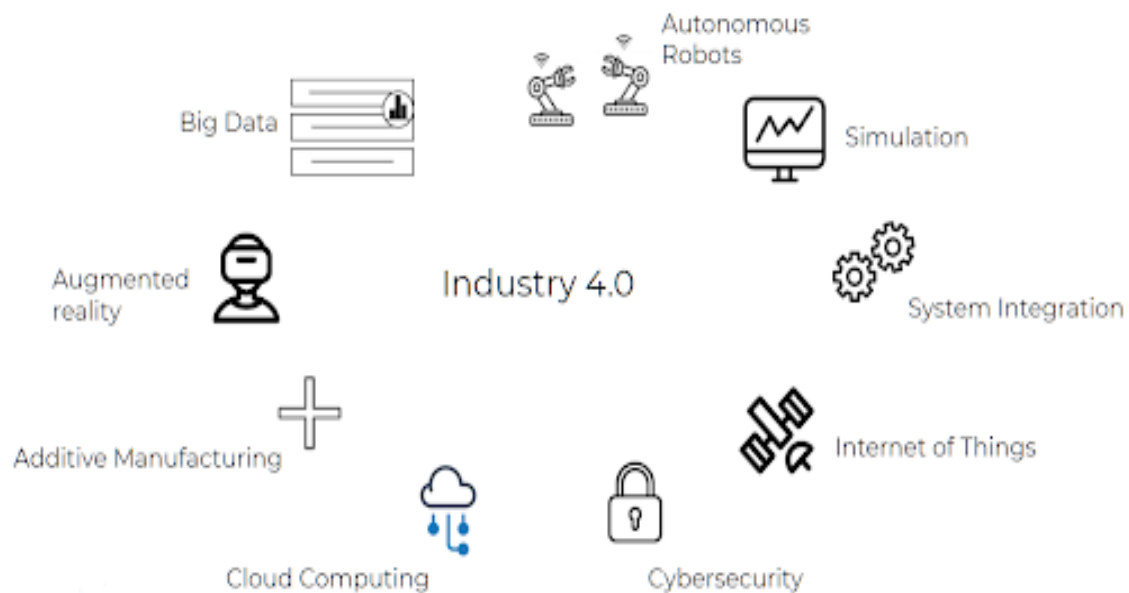 Autonomous
Robots
Big Data
Simulation
Augmented
reality
Industry 4.0
System Integration
Additive Manufacturing
Internet of Things
Cloud Computing
Cybersecurity